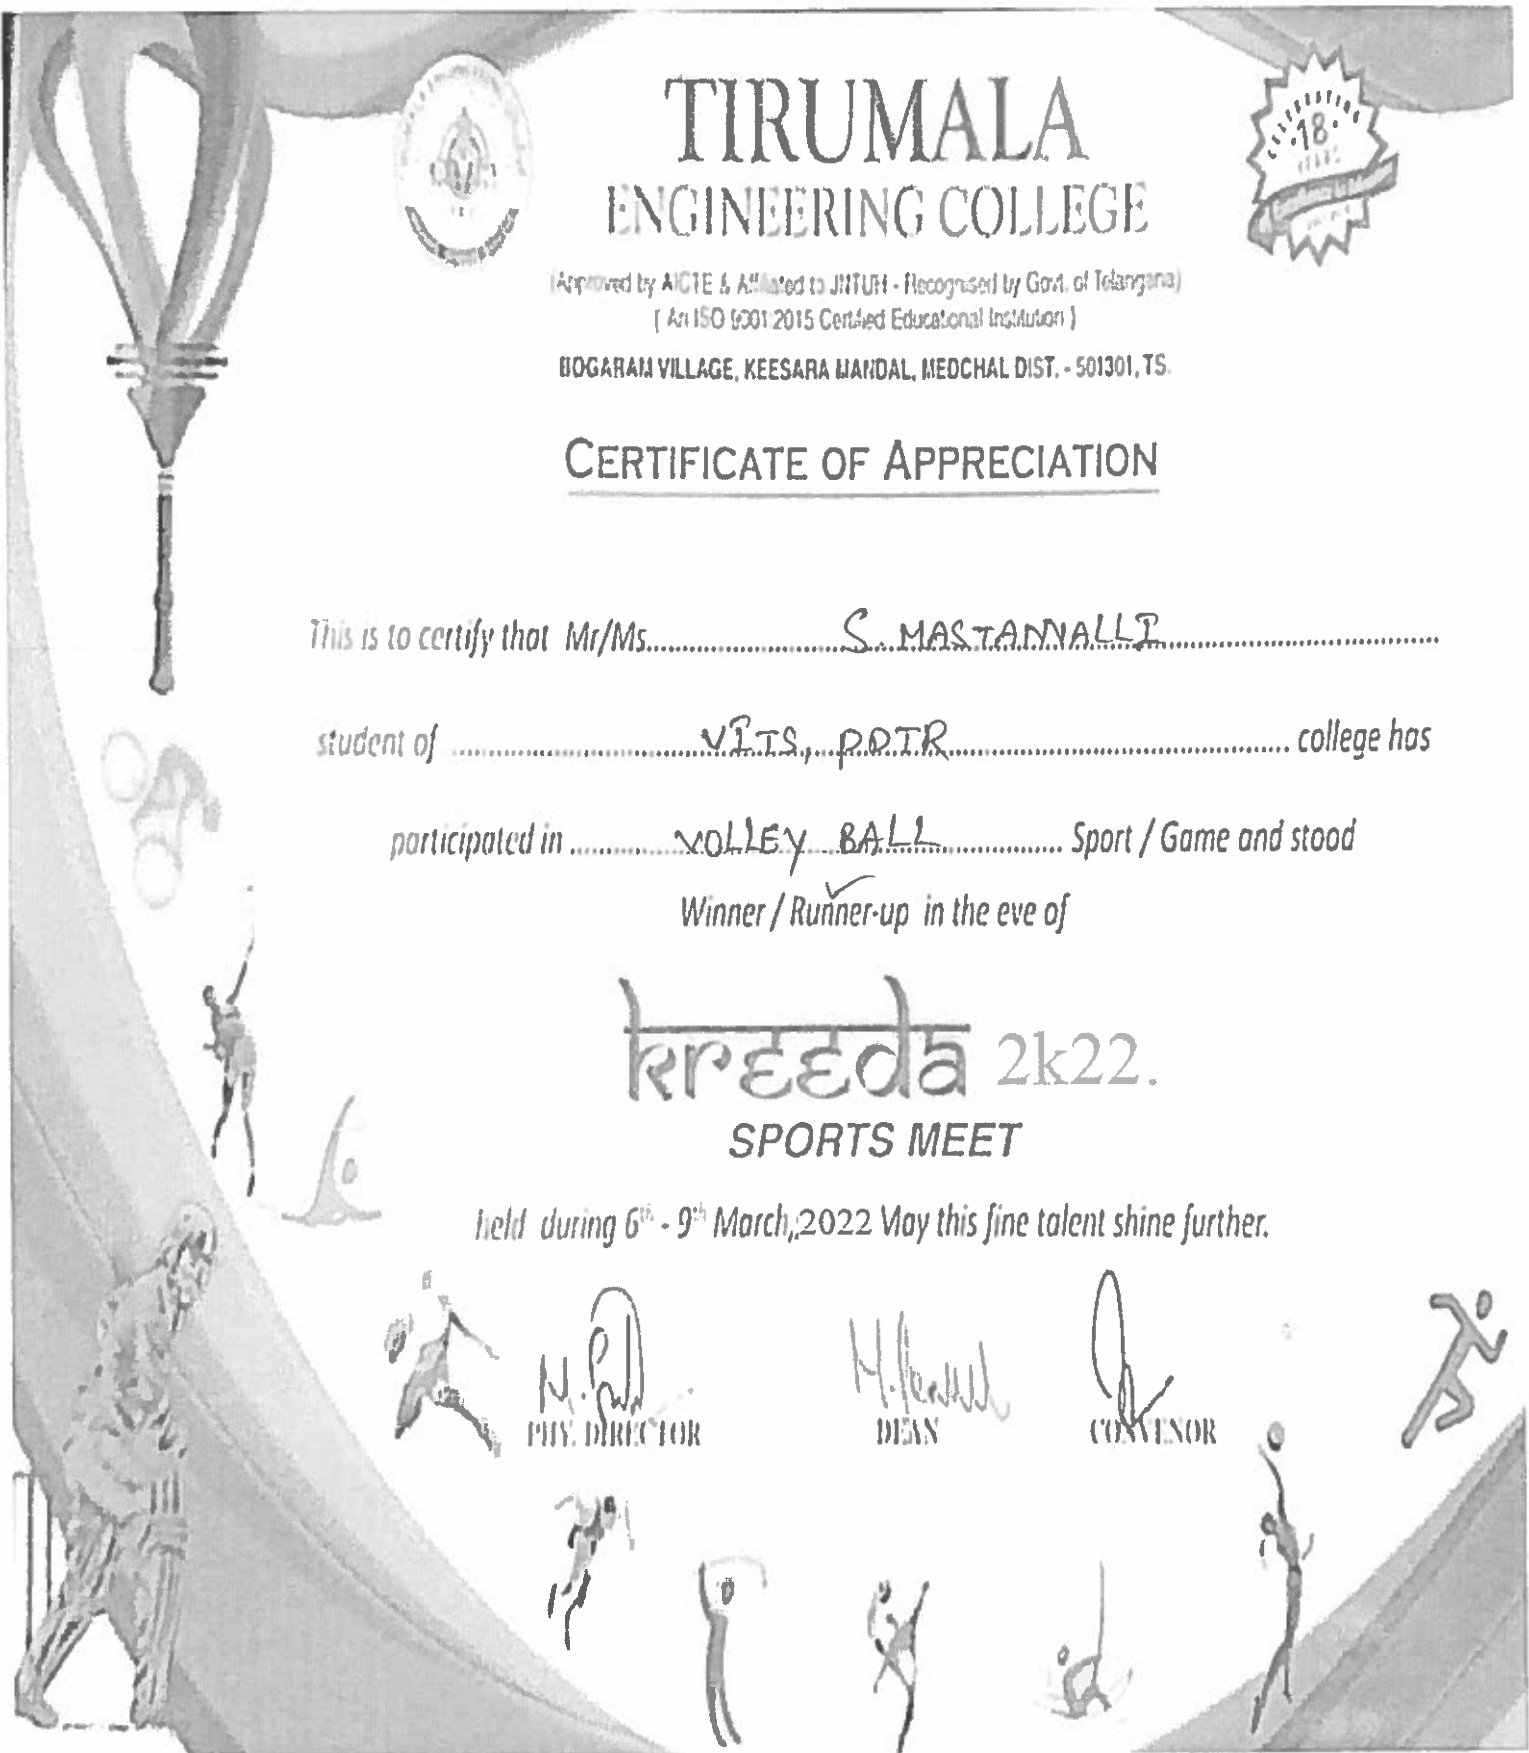 TIRUMALA
ENGINEERING COLLEGE
(Approved by AICTE & Affiliated to JNTUH - Recognised by Govt. of Telangana)
( An ISO 9001:2015 Certified Educational Institution )
BOGARAM VILLAGE, KEESARA MANDAL, MEDCHAL DIST. - 501301, TS.
CELEBRATING
18
YEARS
CERTIFICATE OF APPRECIATION
This is to certify that Mr/Ms. S. MASTANVALLI
student of VITS, PDTR college has
participated in VOLLEY BALL Sport / Game and stood
Winner / Runner-up in the eve of
kreeda 2k22.
SPORTS MEET
held during 6th - 9th March, 2022 May this fine talent shine further.
PHY. DIRECTOR DEAN CONVENOR